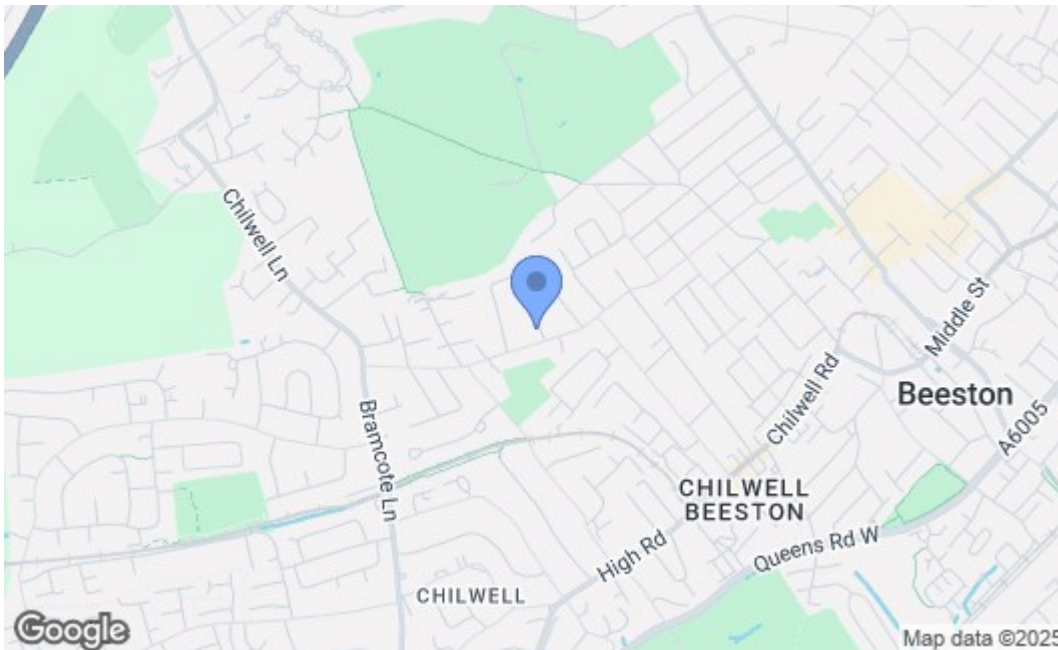 Chilwell Ln
Middle St
Chilwell Rd
Beeston
A6005
Bramcote Ln
CHILWELL
BEESTON
High Rd
Queens Rd W
CHILWELL
Google
Map data ©2025